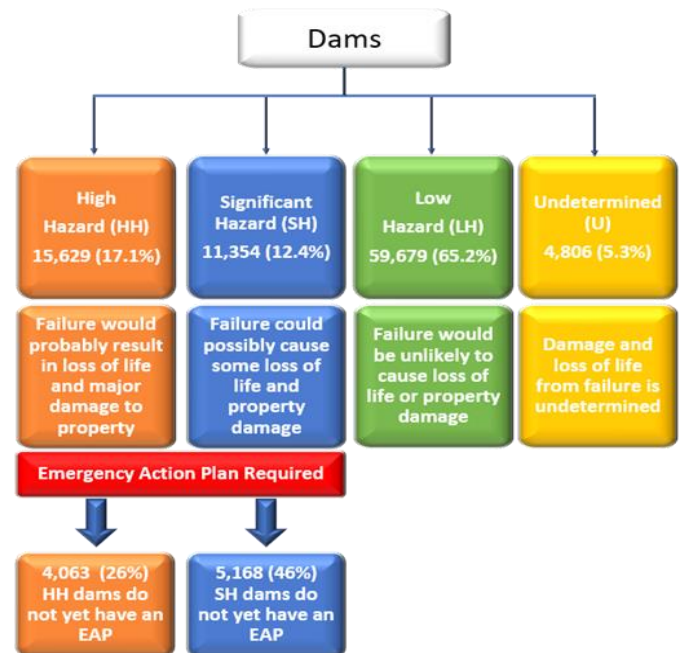 Dams
High
Hazard (HH)
15,629 (17.1%)
Significant
Hazard (SH)
11,354 (12.4%)
Low
Hazard (LH)
59,679 (65.2%)
Undetermined
(U)
4,806 (5.3%)
Failure would
probably result
in loss of life
and major
damage to
property
Failure could
possibly cause
some loss of
life and
property
damage
Failure would
be unlikely to
cause loss of
life or property
damage
Damage and
loss of life
from failure is
undetermined
Emergency Action Plan Required
4,063 (26%)
HH dams do
not yet have an
EAP
5,168 (46%)
SH dams do
not yet have an
EAP